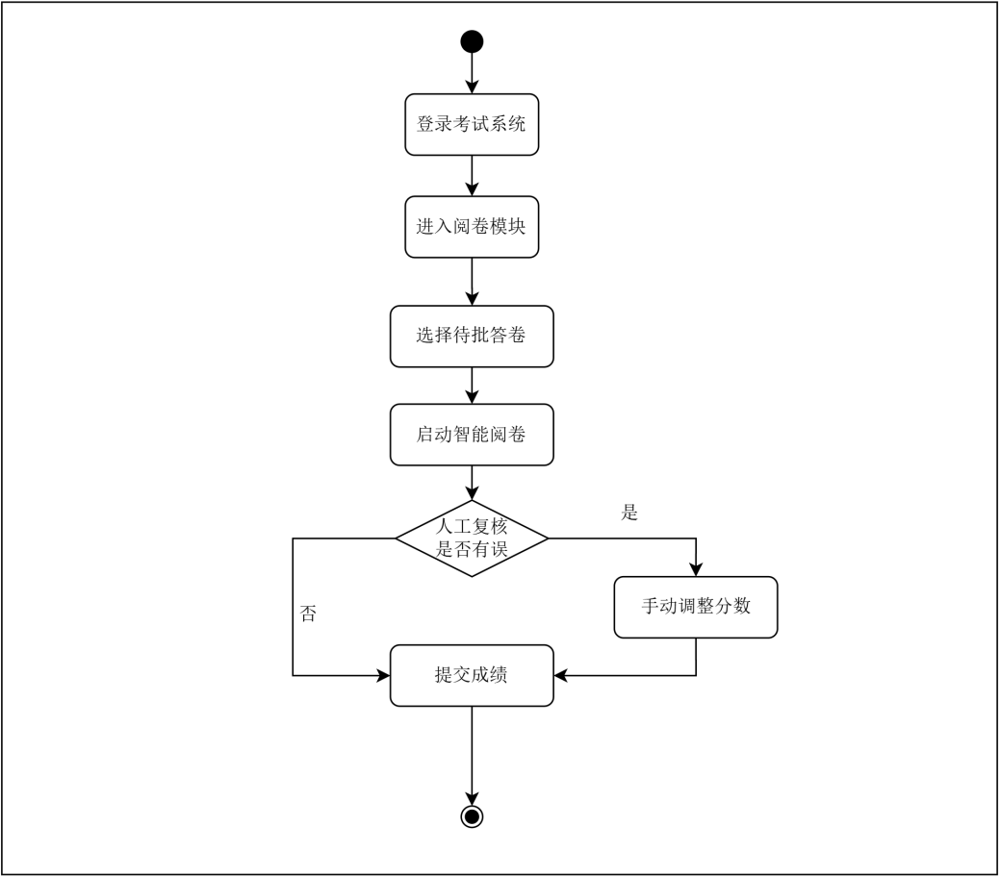 登录考试系统
进入阅卷模块
选择待批答卷
启动智能阅卷
人工复核
是否有误
是
手动调整分数
否
提交成绩